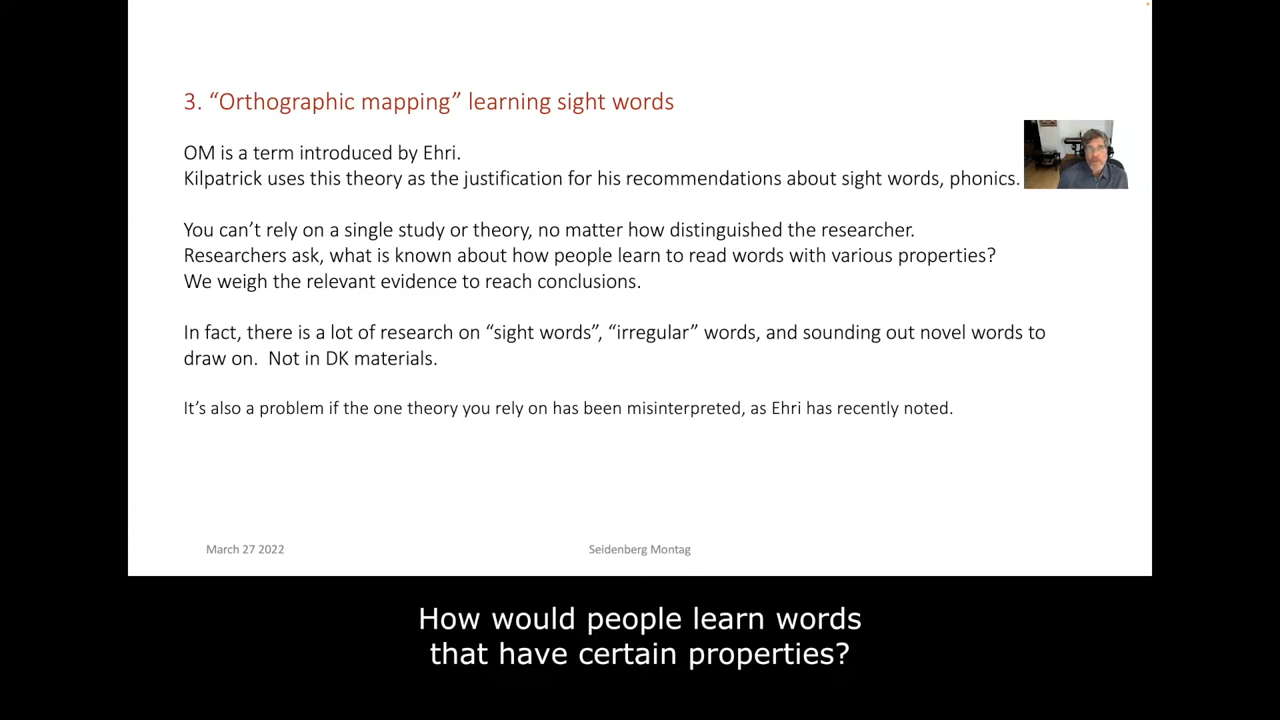 3. “Orthographic mapping” learning sight words
OM is a term introduced by Ehri.
Kilpatrick uses this theory as the justification for his recommendations about sight words, phonics.
You can’t rely on a single study or theory, no matter how distinguished the researcher.
Researchers ask, what is known about how people learn to read words with various properties?
We weigh the relevant evidence to reach conclusions.
In fact, there is a lot of research on “sight words”, “irregular” words, and sounding out novel words to
draw on.  Not in DK materials.
It’s also a problem if the one theory you rely on has been misinterpreted, as Ehri has recently noted.
March 27 2022
Seidenberg Montag
How would people learn words
that have certain properties?